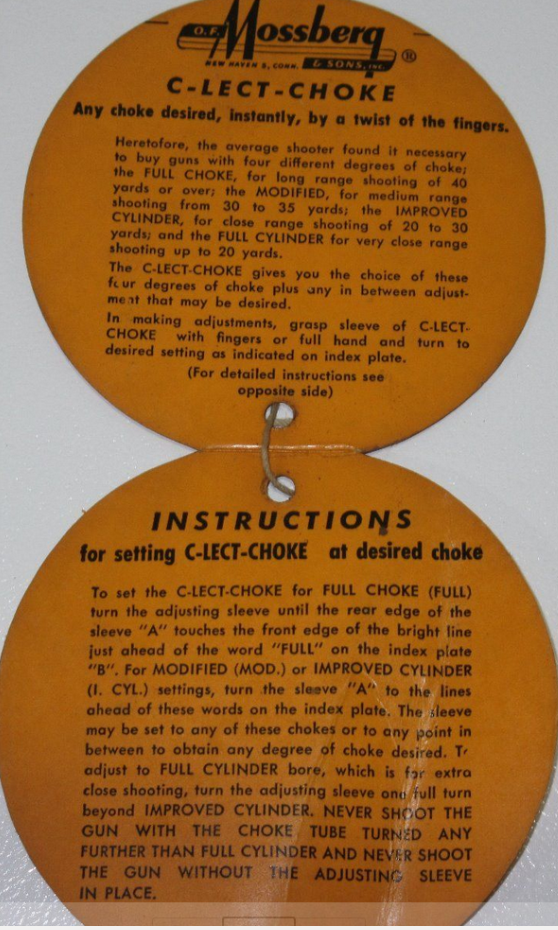 O.F. Mossberg
NEW HAVEN 5, CONN. & SONS, INC. ®
C-LECT-CHOKE
Any choke desired, instantly, by a twist of the fingers.
Heretofore, the average shooter found it necessary
to buy guns with four different degrees of choke;
the FULL CHOKE, for long range shooting of 40
yards or over; the MODIFIED, for medium range
shooting from 30 to 35 yards; the IMPROVED
CYLINDER, for close range shooting of 20 to 30
yards; and the FULL CYLINDER for very close range
shooting up to 20 yards.
The C-LECT-CHOKE gives you the choice of these
four degrees of choke plus any in between adjust-
ment that may be desired.
In making adjustments, grasp sleeve of C-LECT-
CHOKE with fingers or full hand and turn to
desired setting as indicated on index plate.
(For detailed instructions see
opposite side)
INSTRUCTIONS
for setting C-LECT-CHOKE at desired choke
To set the C-LECT-CHOKE for FULL CHOKE (FULL)
turn the adjusting sleeve until the rear edge of the
sleeve "A" touches the front edge of the bright line
just ahead of the word "FULL" on the index plate
"B". For MODIFIED (MOD.) or IMPROVED CYLINDER
(I. CYL.) settings, turn the sleeve "A" to the lines
ahead of these words on the index plate. The sleeve
may be set to any of these chokes or to any point in
between to obtain any degree of choke desired. To
adjust to FULL CYLINDER bore, which is for extra
close shooting, turn the adjusting sleeve one full turn
beyond IMPROVED CYLINDER. NEVER SHOOT THE
GUN WITH THE CHOKE TUBE TURNED ANY
FURTHER THAN FULL CYLINDER AND NEVER SHOOT
THE GUN WITHOUT THE ADJUSTING SLEEVE
IN PLACE.